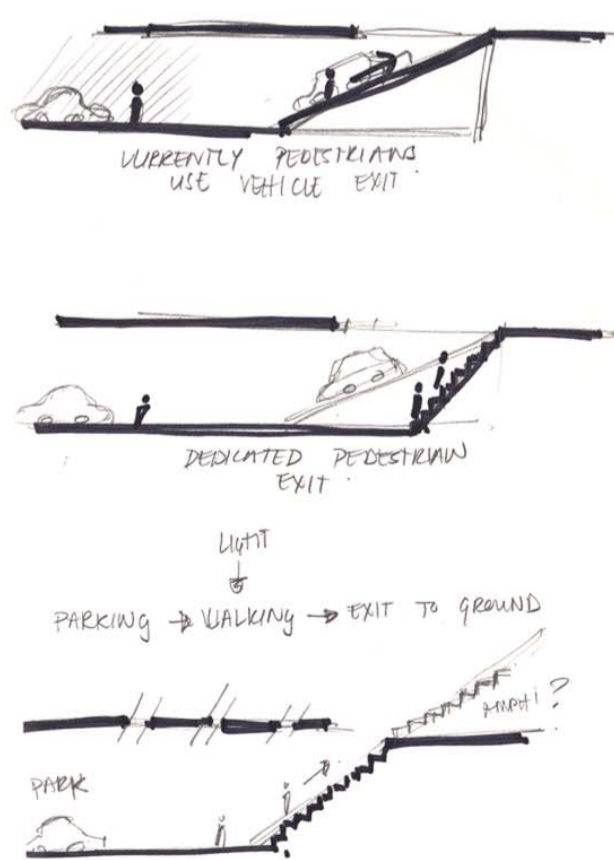 CURRENTLY PEDESTRIANS
USE VEHICLE EXIT.
DEDICATED PEDESTRIAN
EXIT.
LIGHT
PARKING → WALKING → EXIT TO GROUND
AMPHI ?
PARK